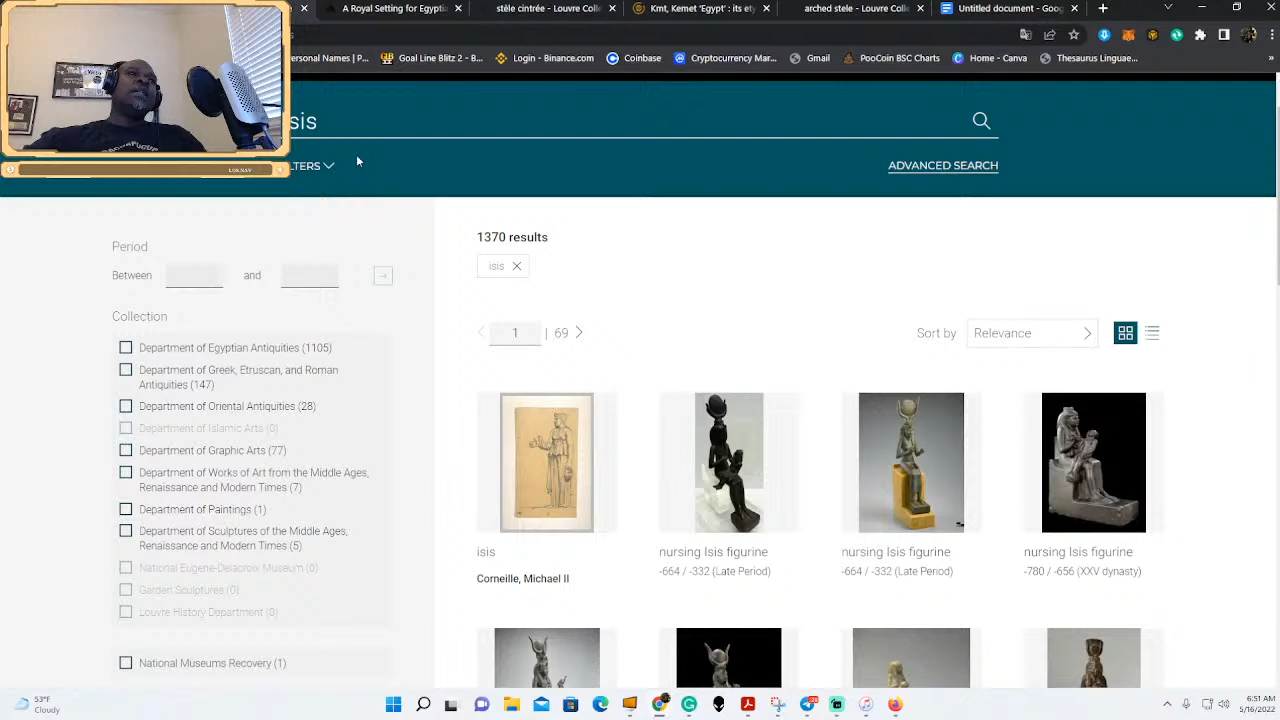 A Royal Setting for Egyptia
stèle cintrée - Louvre Colle
Kmt, Kemet 'Egypt' : its ety
arched stele - Louvre Colle
Untitled document - Goog
ersonal Names | P...
Goal Line Blitz 2 - B...
Login - Binance.com
Coinbase
Cryptocurrency Mar...
Gmail
PooCoin BSC Charts
Home - Canva
Thesaurus Linguae...
sis
LTERS
ADVANCED SEARCH
LOS NAV
Period
Between
and
Collection
Department of Egyptian Antiquities (1105)
Department of Greek, Etruscan, and Roman
Antiquities (147)
Department of Oriental Antiquities (28)
Department of Islamic Arts (0)
Department of Graphic Arts (77)
Department of Works of Art from the Middle Ages,
Renaissance and Modern Times (7)
Department of Paintings (1)
Department of Sculptures of the Middle Ages,
Renaissance and Modern Times (5)
National Eugene-Delacroix Museum (0)
Garden Sculptures (0)
Louvre History Department (0)
National Museums Recovery (1)
1370 results
isis
1 | 69
Sort by
Relevance
isis
Corneille, Michael II
nursing Isis figurine
-664 / -332 (Late Period)
nursing Isis figurine
-664 / -332 (Late Period)
nursing Isis figurine
-780 / -656 (XXV dynasty)
53°F
Cloudy
6:51 AM
5/16/2022